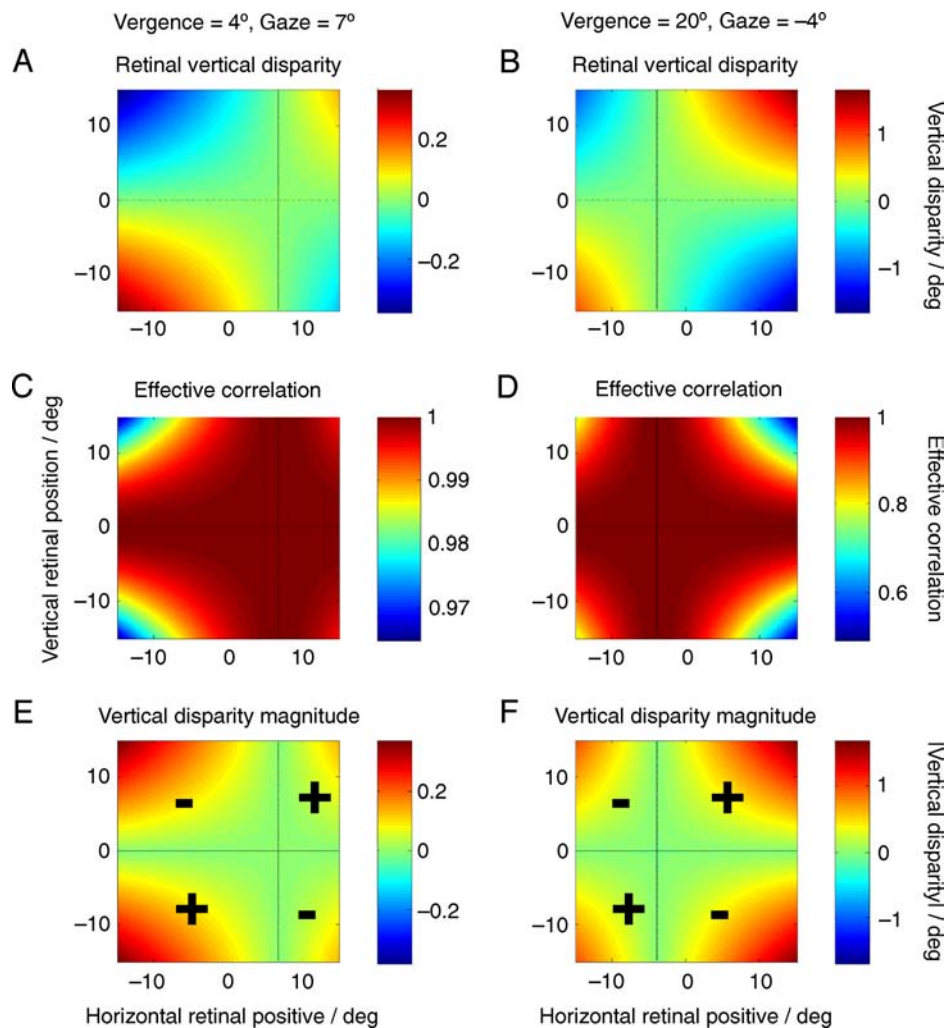 Vergence = 4º, Gaze = 7º
Vergence = 20º, Gaze = –4º
A
Retinal vertical disparity
B
Retinal vertical disparity
10
0
–10
–10 0 10
0.2
0
–0.2
10
0
–10
–10 0 10
1
0
–1
Vertical disparity / deg
C
Effective correlation
D
Effective correlation
Vertical retinal position / deg
10
0
–10
–10 0 10
1
0.99
0.98
0.97
10
0
–10
–10 0 10
1
0.8
0.6
Effective correlation
E
Vertical disparity magnitude
F
Vertical disparity magnitude
10
0
–10
–10 0 10
– +
+ –
0.2
0
–0.2
10
0
–10
–10 0 10
– +
+ –
1
0
–1
|Vertical disparity| / deg
Horizontal retinal positive / deg
Horizontal retinal positive / deg